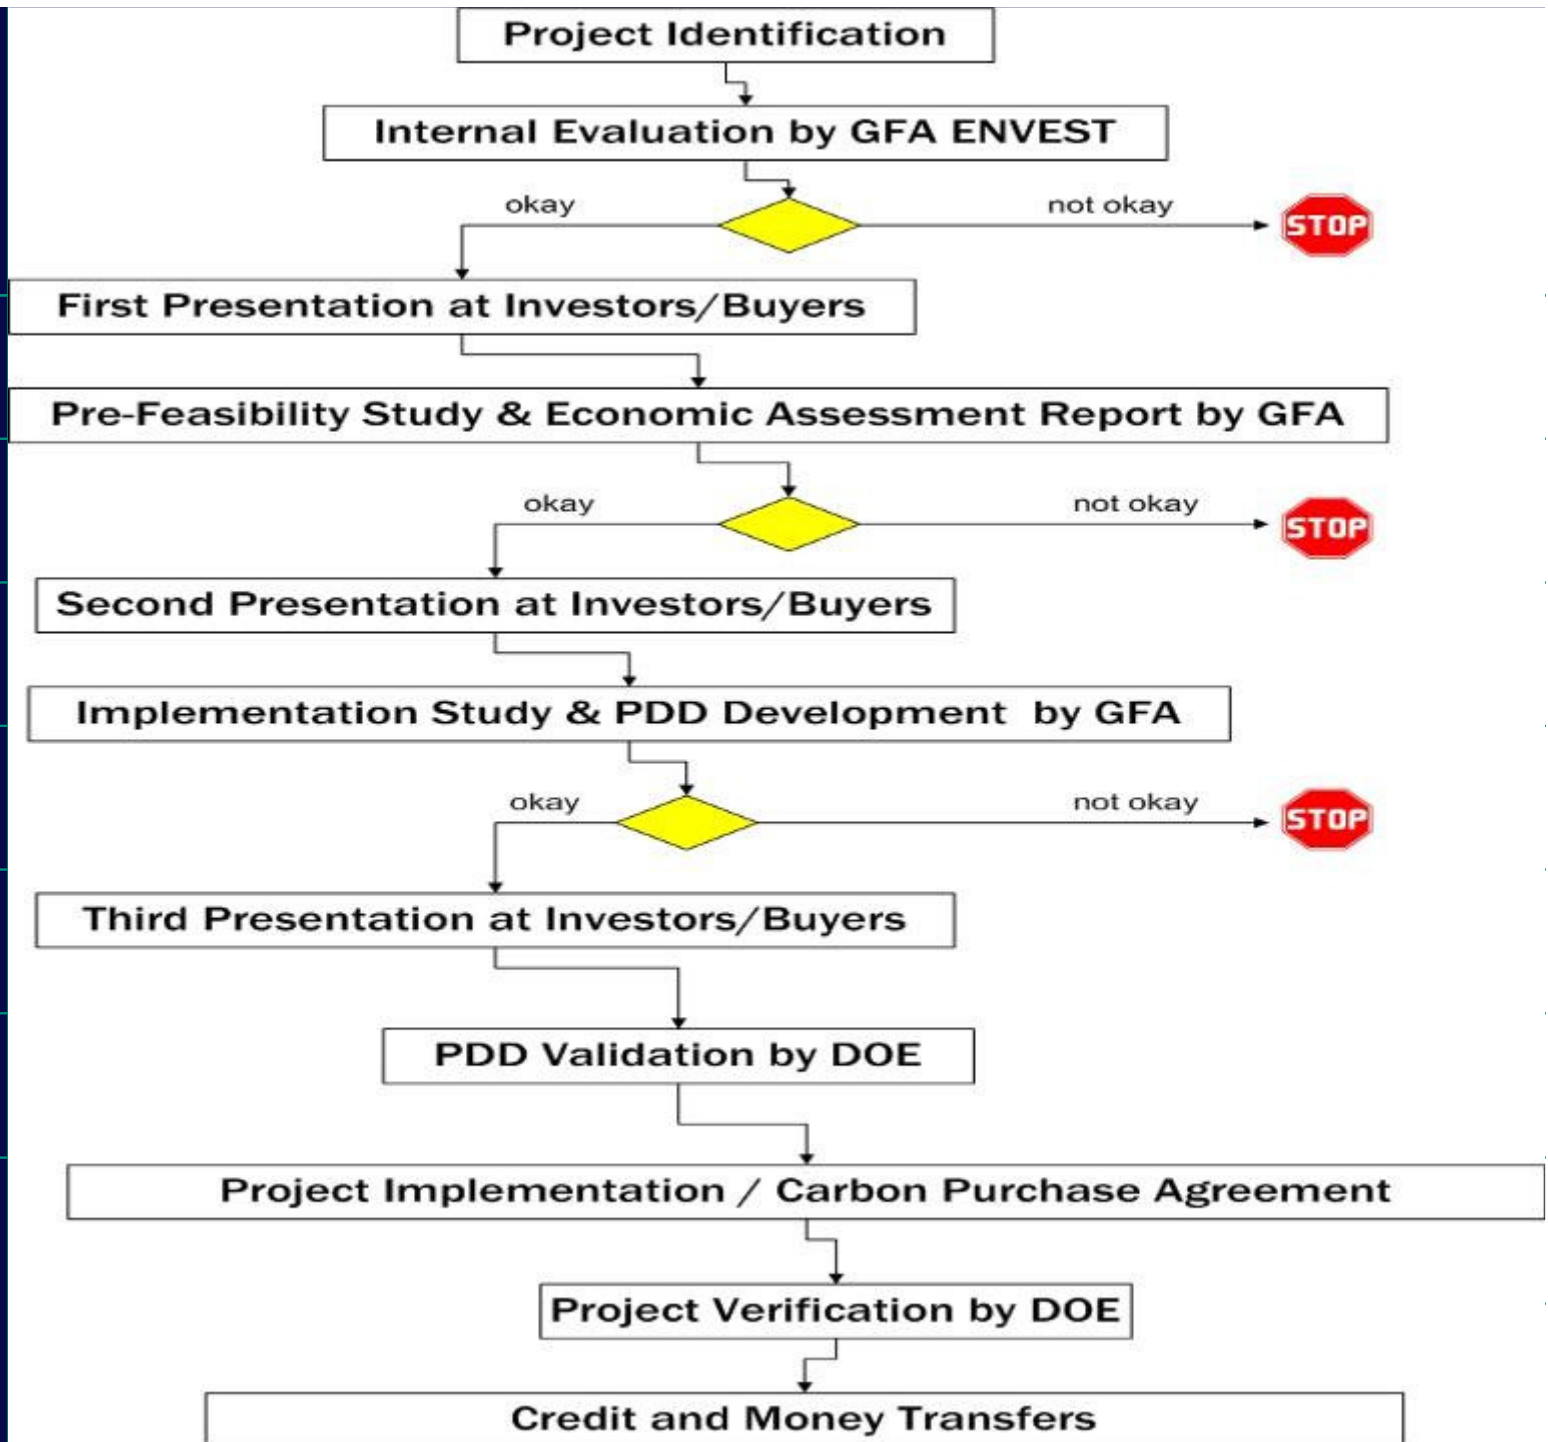 Project Identification
Internal Evaluation by GFA ENVEST
okay
not okay
STOP
First Presentation at Investors/Buyers
Pre-Feasibility Study & Economic Assessment Report by GFA
okay
not okay
STOP
Second Presentation at Investors/Buyers
Implementation Study & PDD Development by GFA
okay
not okay
STOP
Third Presentation at Investors/Buyers
PDD Validation by DOE
Project Implementation / Carbon Purchase Agreement
Project Verification by DOE
Credit and Money Transfers